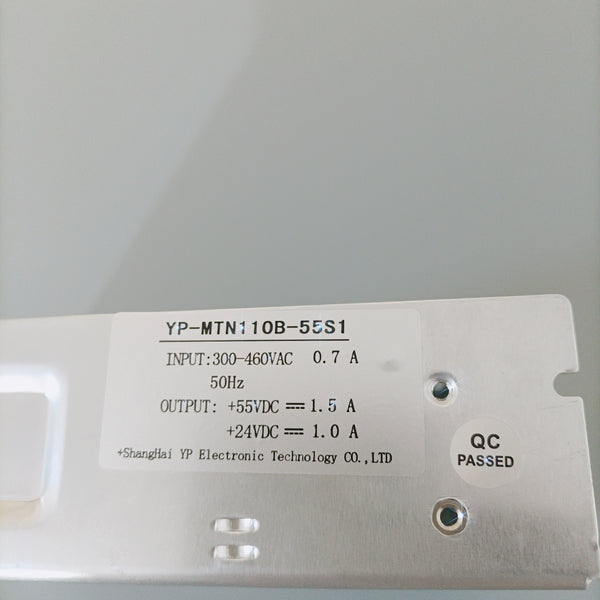 YP-MTN110B-55S1
INPUT:300-460VAC 0.7 A
50Hz
OUTPUT: +55VDC ⎓ 1.5 A
+24VDC ⎓ 1.0 A
+ShangHai YP Electronic Technology CO.,LTD
QC
PASSED